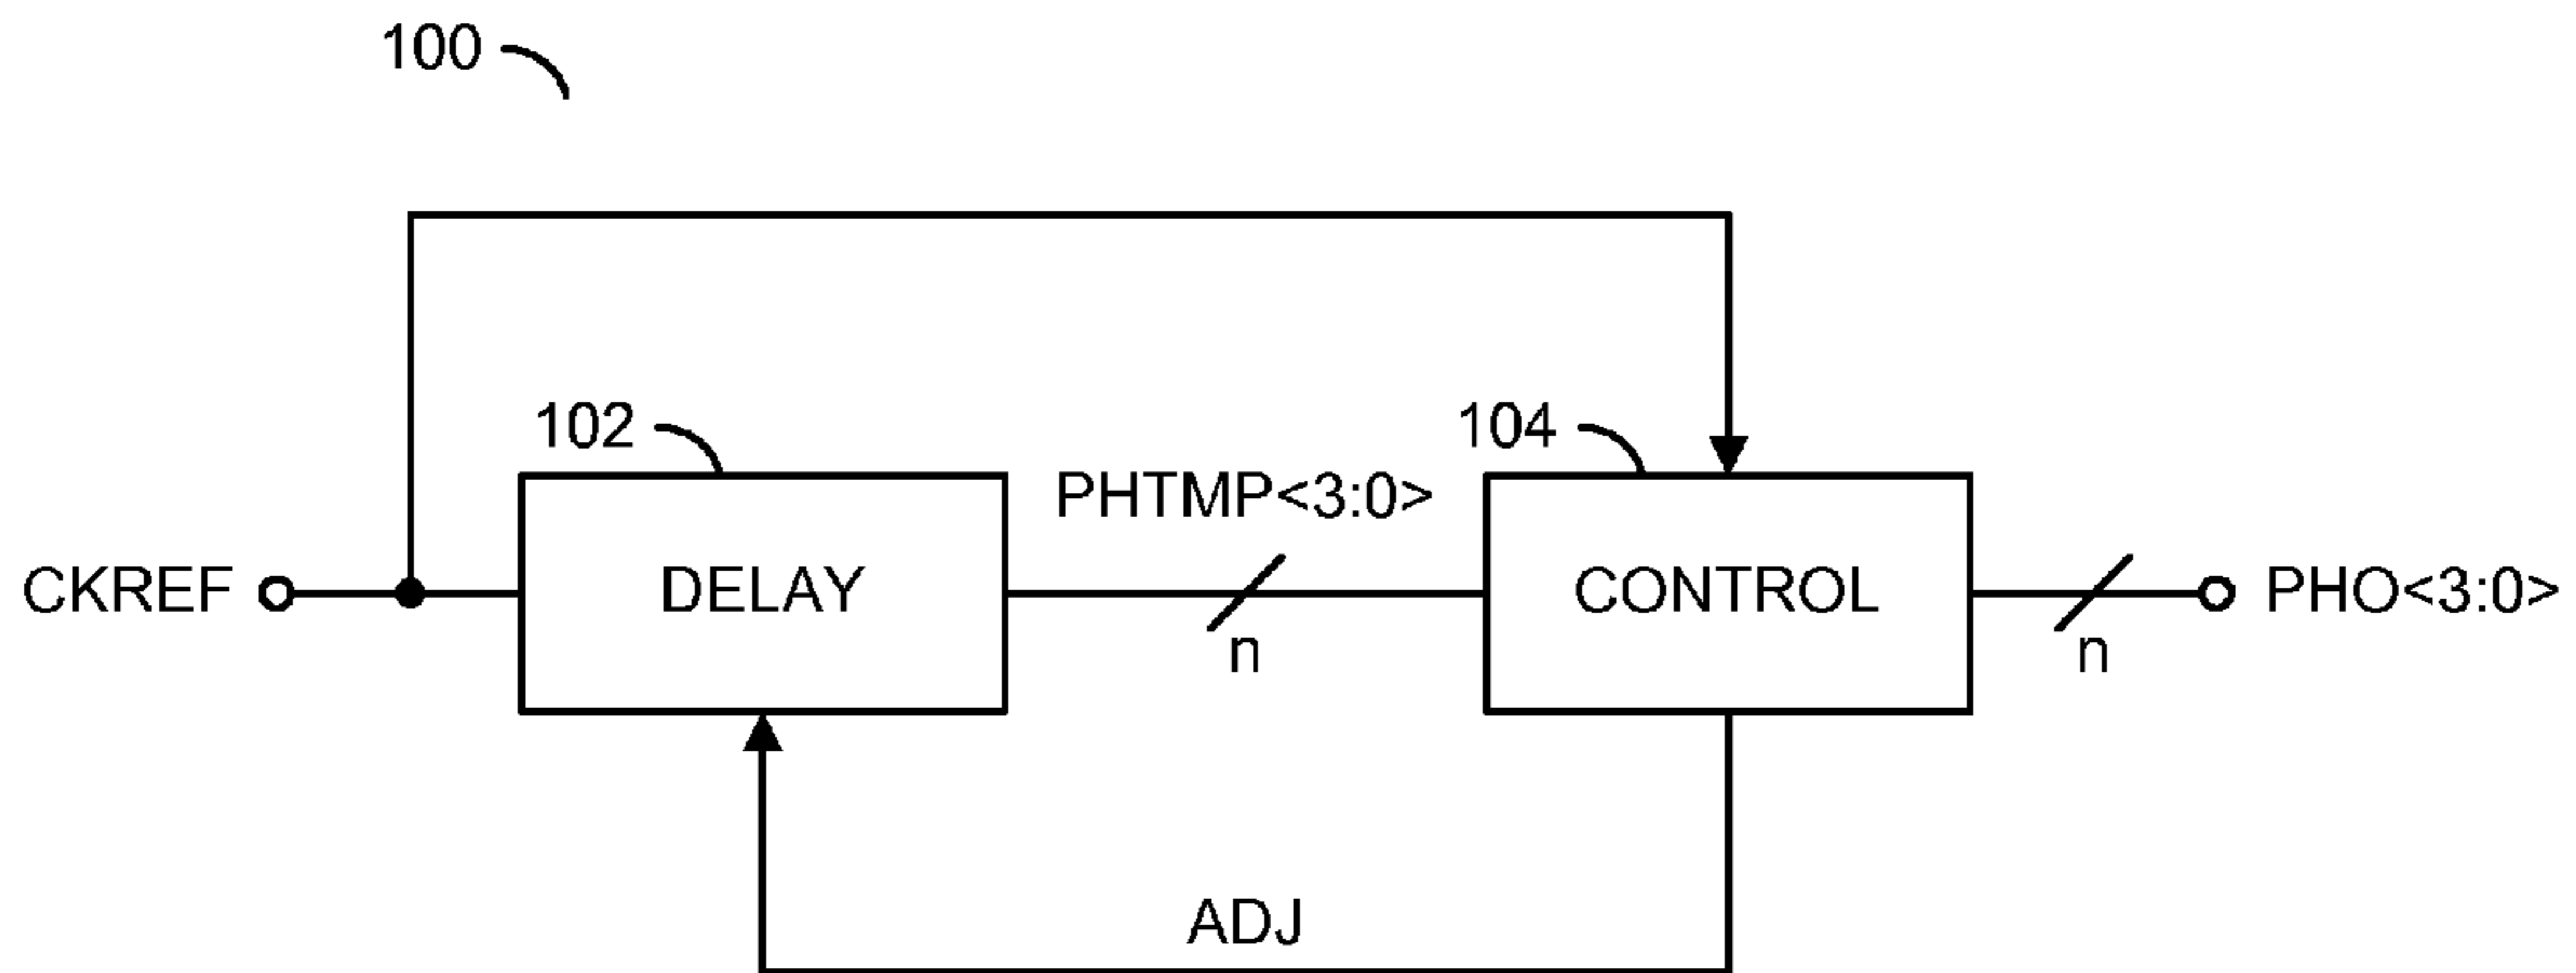 100
102
104
PHTMP<3:0>
CKREF
DELAY
CONTROL
PHO<3:0>
n
n
ADJ